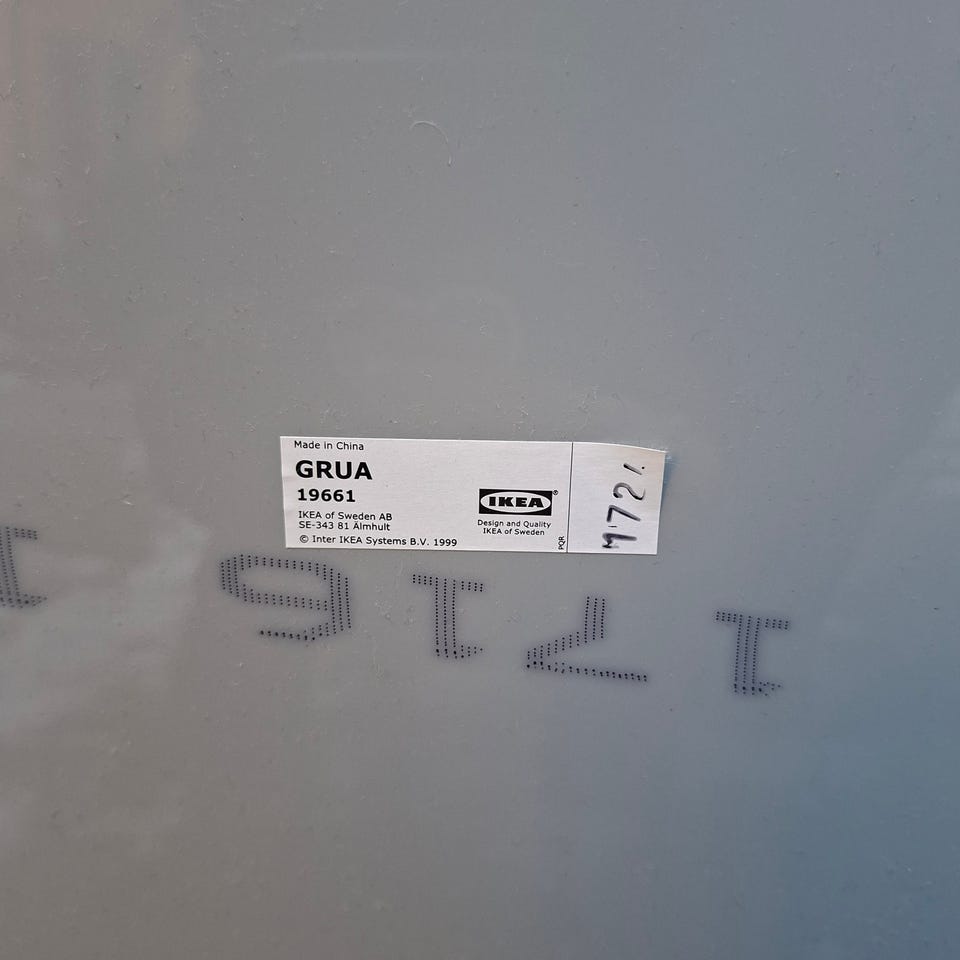 Made in China
GRUA
19661
IKEA of Sweden AB
SE-343 81 Älmhult
© Inter IKEA Systems B.V. 1999
IKEA®
Design and Quality
IKEA of Sweden
PQR
17161